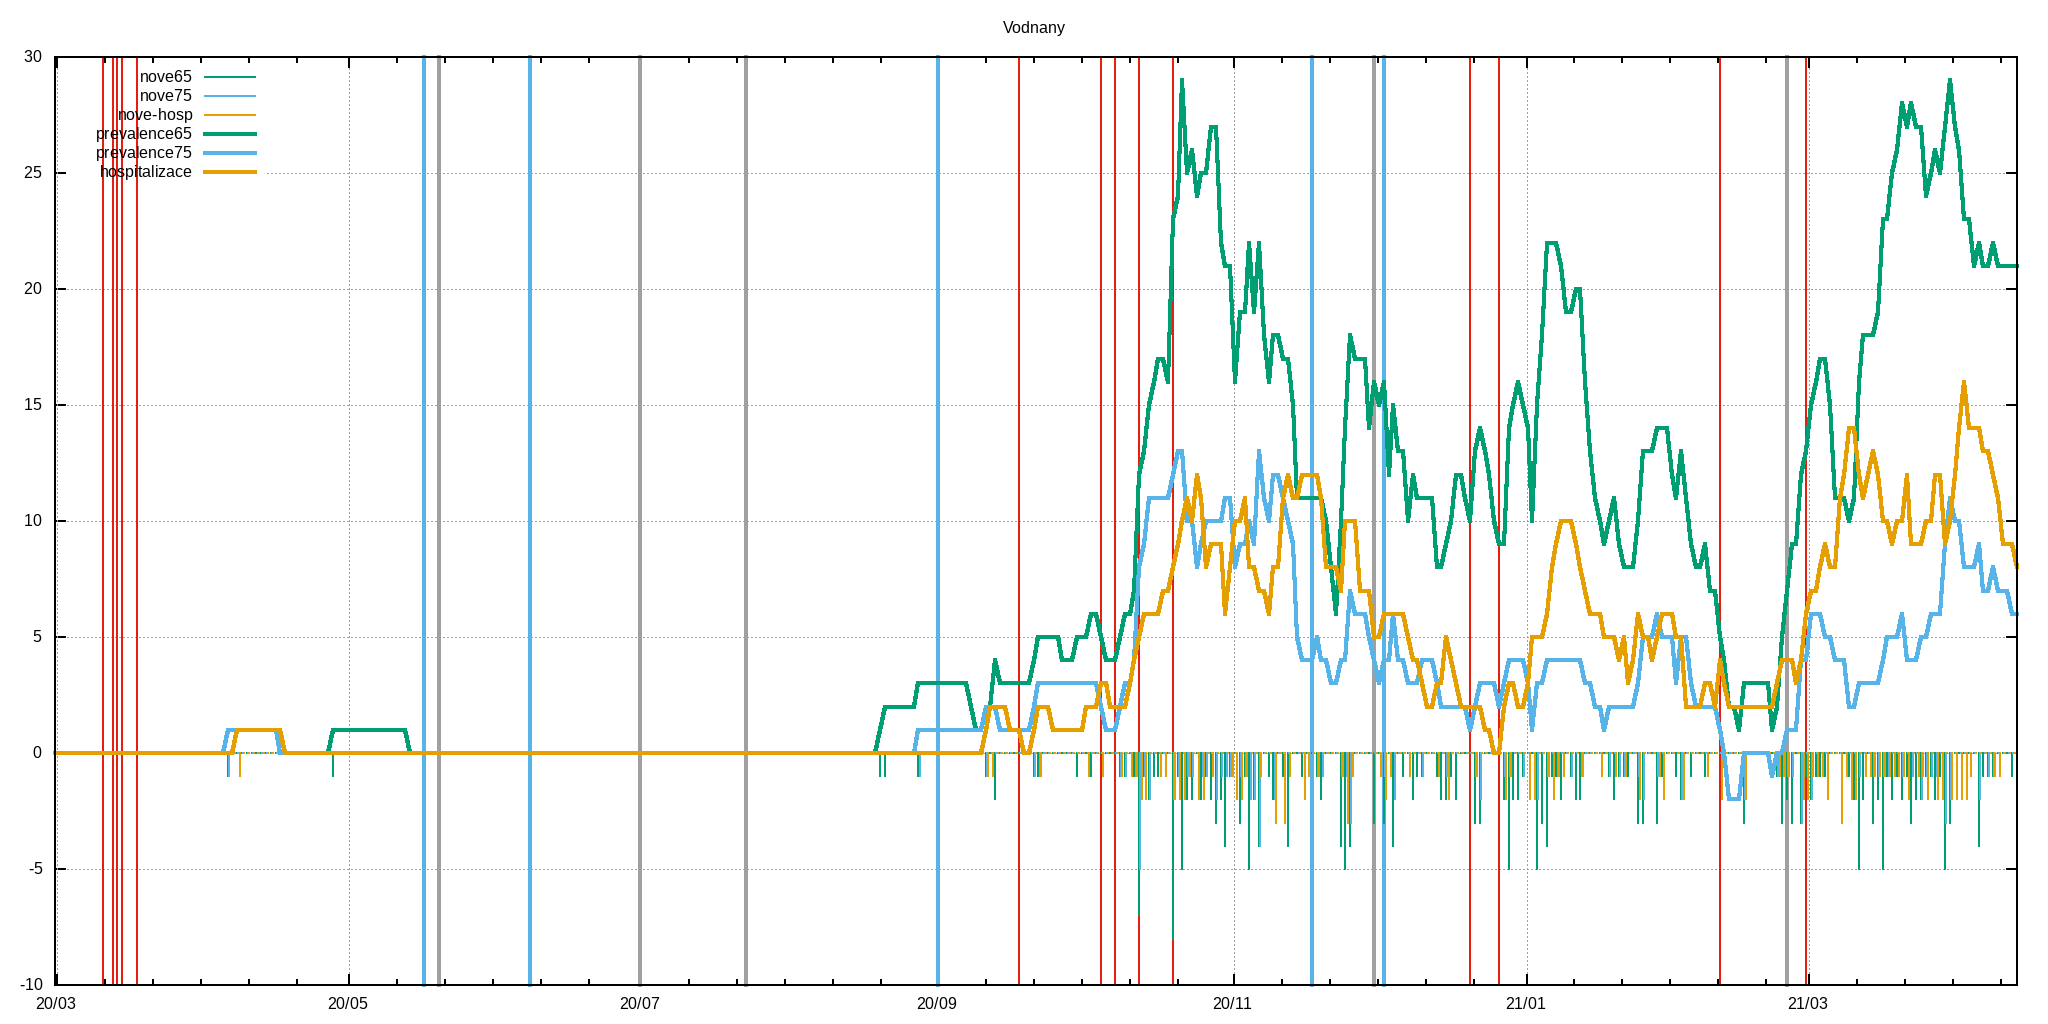 Vodnany
30
nove65
nove75
nove-hosp
prevalence65
prevalence75
hospitalizace
25
20
15
10
5
0
-5
-10
20/03 20/05 20/07 20/09 20/11 21/01 21/03